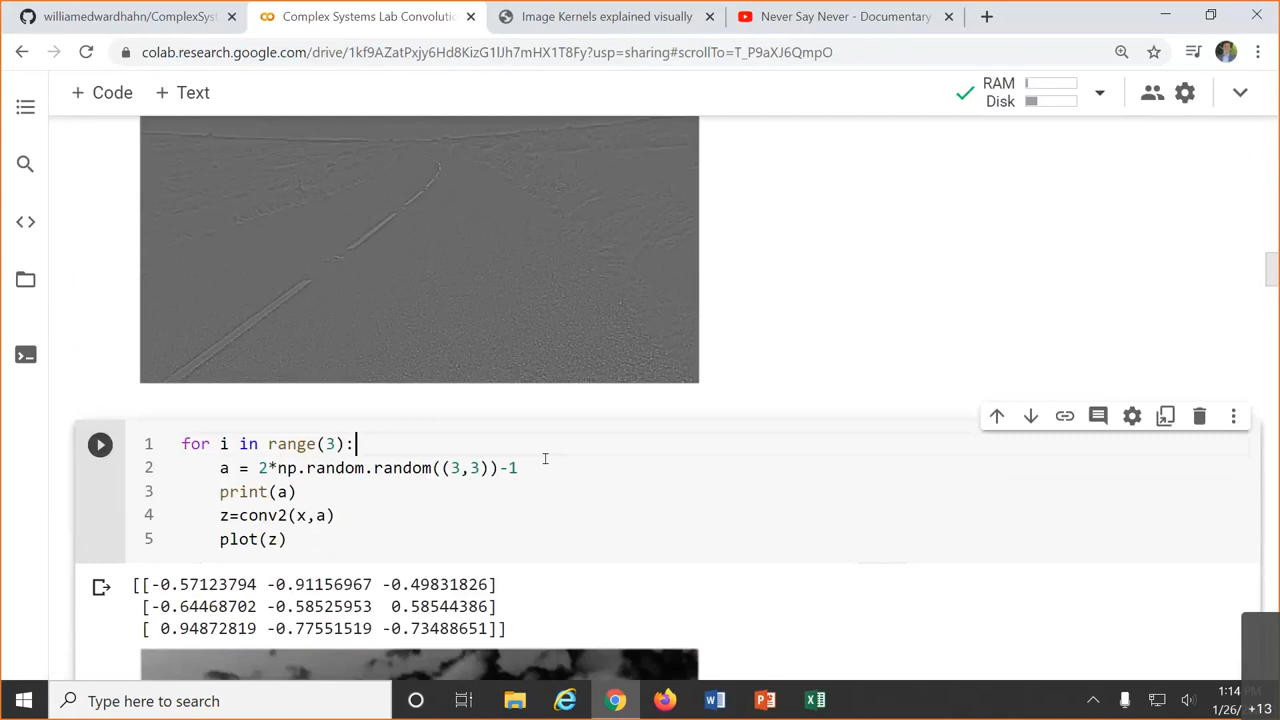 williamedwardhahn/ComplexSyst
Complex Systems Lab Convolutio
Image Kernels explained visually
Never Say Never - Documentary
colab.research.google.com/drive/1kf9AZatPxjy6Hd8KizG1lJh7mHX1T8Fy?usp=sharing#scrollTo=T_P9aXJ6QmpO
+ Code + Text
RAM
Disk
1 for i in range(3):
2 a = 2*np.random.random((3,3))-1
3 print(a)
4 z=conv2(x,a)
5 plot(z)
[[-0.57123794 -0.91156967 -0.49831826]
[-0.64468702 -0.58525953 0.58544386]
[ 0.94872819 -0.77551519 -0.73488651]]
Type here to search
1:14 PM
1/26/
+13